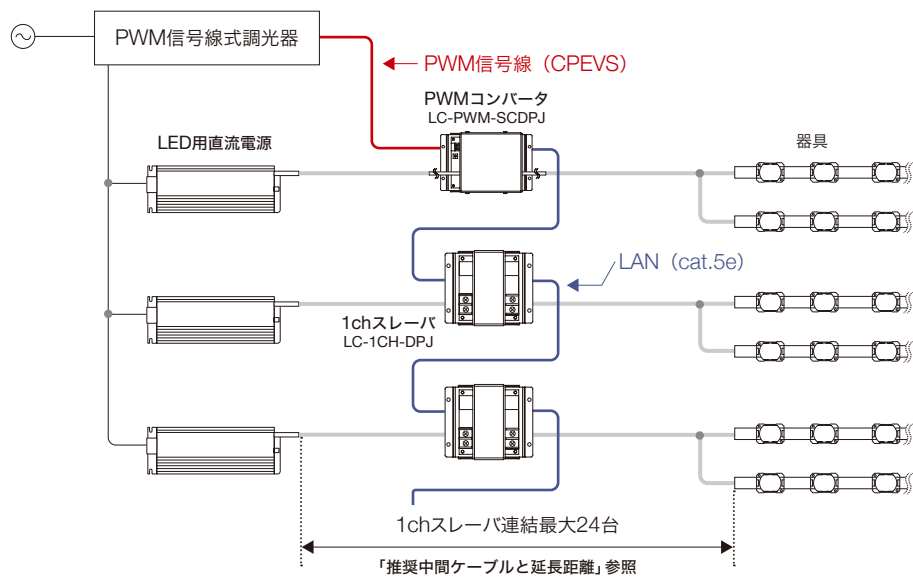 PWM信号線式調光器
PWM信号線（CPEVS）
PWMコンバータ
LC-PWM-SCDPJ
LED用直流電源
器具
LAN（cat.5e）
1chスレーバ
LC-1CH-DPJ
1chスレーバ連結最大24台
「推奨中間ケーブルと延長距離」参照